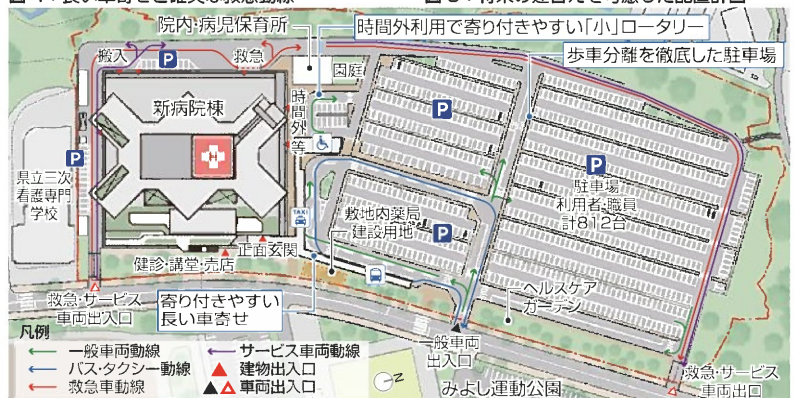 院内・病児保育所
時間外利用で寄り付きやすい「小」ロータリー
歩車分離を徹底した駐車場
搬入
P
救急
園庭
新病院棟
時間外等
P
P
P
県立三次
看護専門
学校
H
駐車場
利用者・職員
計812台
TAXI
敷地内薬局
建設用地
P
正面玄関
健診・講堂・売店
救急・サービス
車両出入口
寄り付きやすい
長い車寄せ
ヘルスケア
ガーデン
一般車両
出入口
凡例
一般車両動線
サービス車両動線
バス・タクシー動線
建物出入口
救急車動線
車両出入口
N
みよし運動公園
救急・サービス
車両出入口